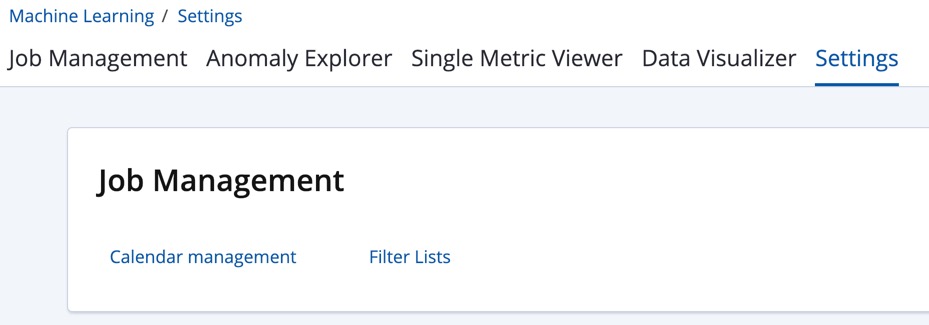 Machine Learning / Settings
Job Management Anomaly Explorer Single Metric Viewer Data Visualizer Settings
Job Management
Calendar management Filter Lists